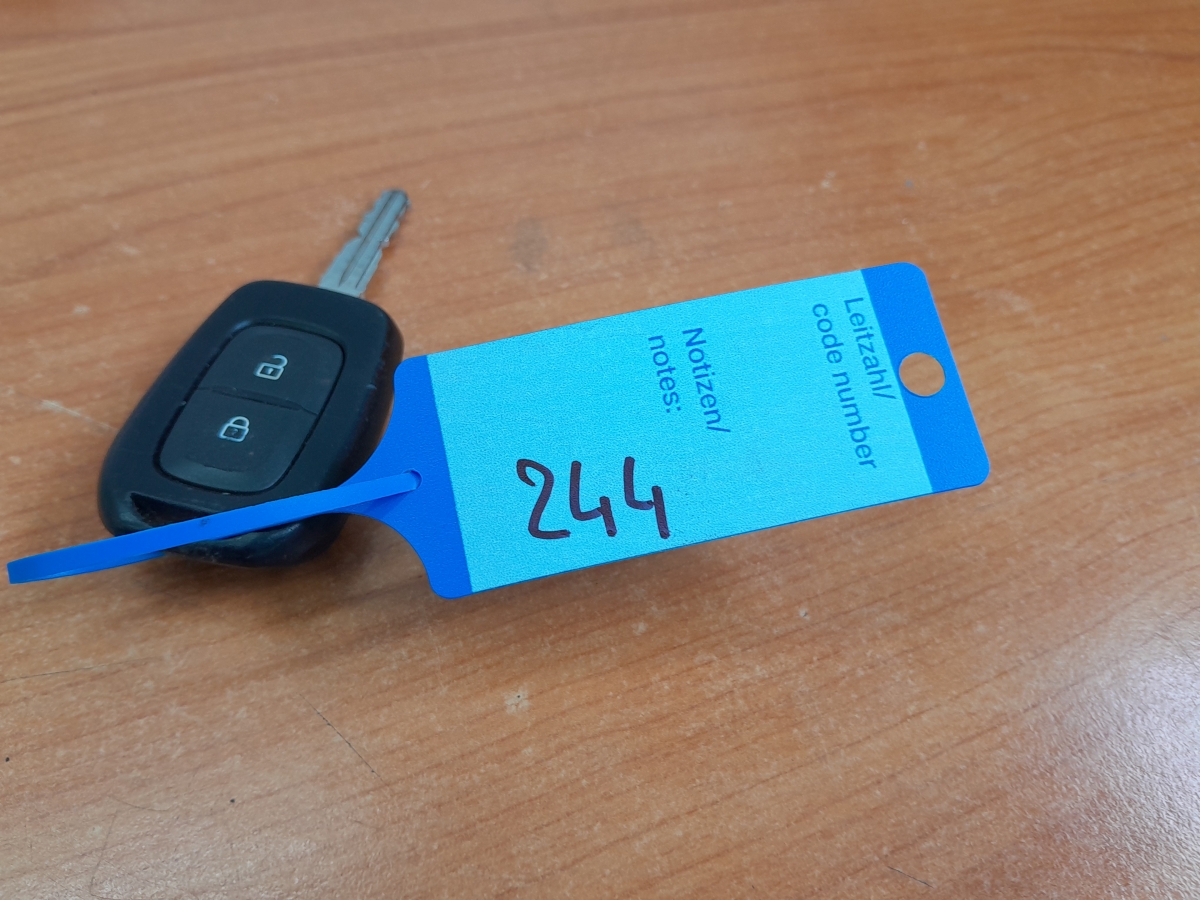 Leitzahl/
code number
Notizen/
notes:
244